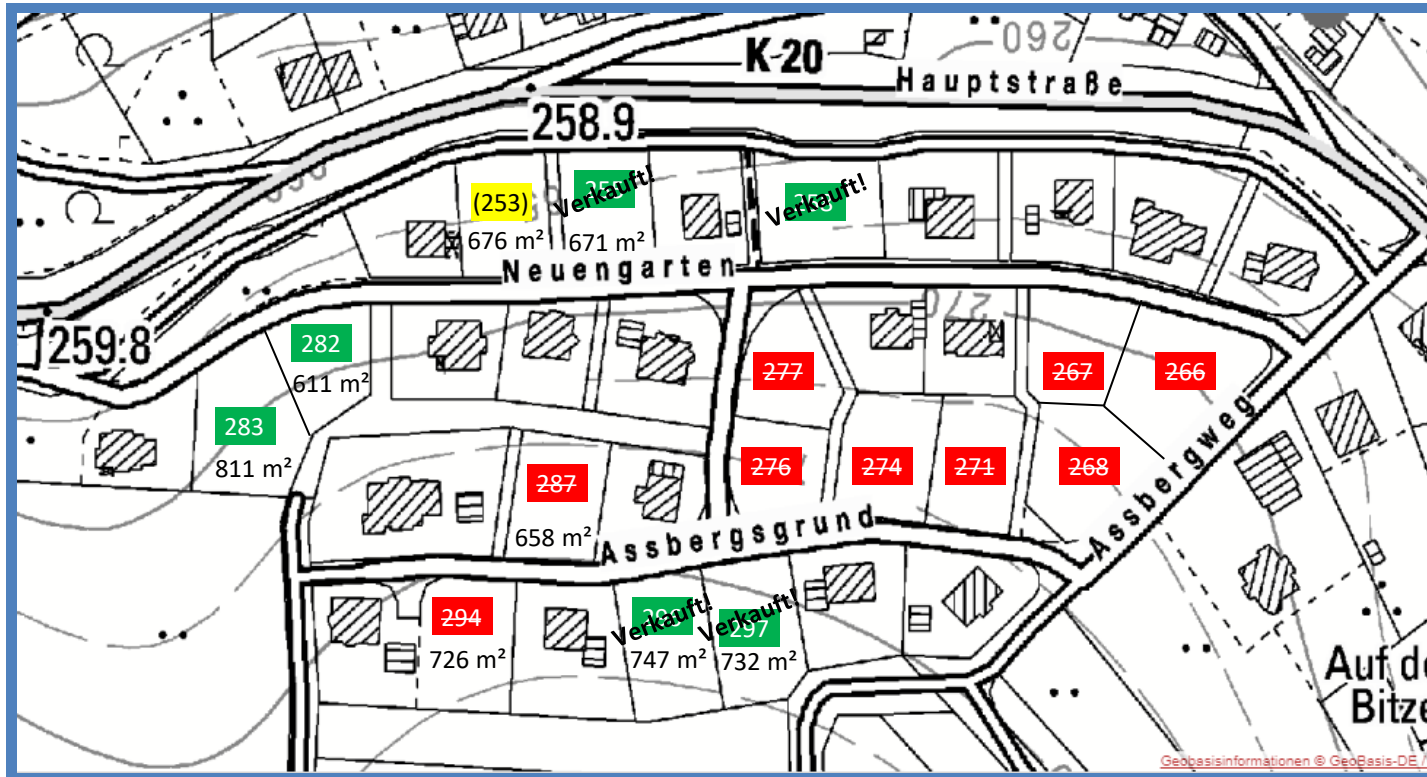 260
K 20
Hauptstraße
258.9
(253)
Verkauft!
Verkauft!
676 m²
671 m²
Neuengarten
259.8
282
611 m²
270
277
267
266
283
811 m²
276
274
271
268
287
658 m²
Assbergsgrund
Assbergweg
294
Verkauft!
Verkauft!
297
726 m²
747 m²
732 m²
Auf de
Bitze
Geobasisinformationen © GeoBasis-DE /